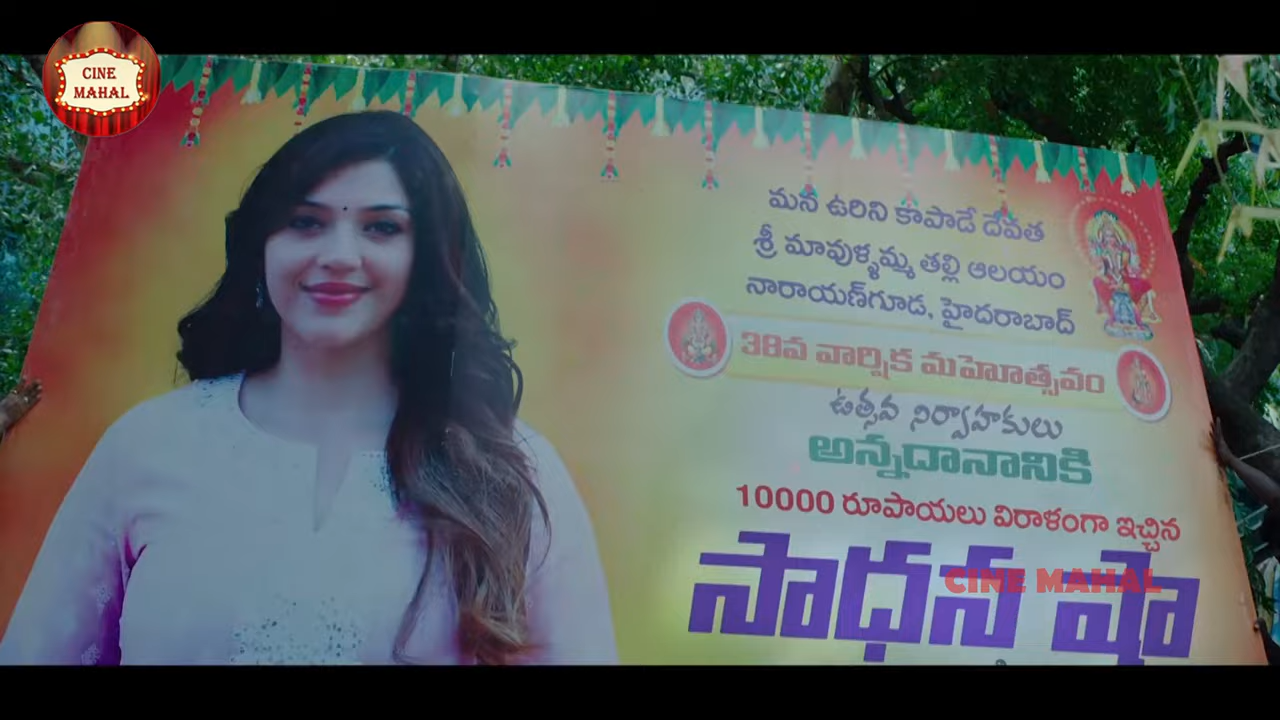 CINE
MAHAL
మన ఉరిని కాపాడే దేవత
శ్రీ మావుళ్ళమ్మ తల్లి ఆలయం
నారాయణ్‌గూడ, హైదరాబాద్
38వ వార్షిక మహోత్సవం
ఉత్సవ నిర్వాహకులు
అన్నదానానికి
10000 రూపాయలు విరాళంగా ఇచ్చిన
సాధన షా
CINE MAHAL